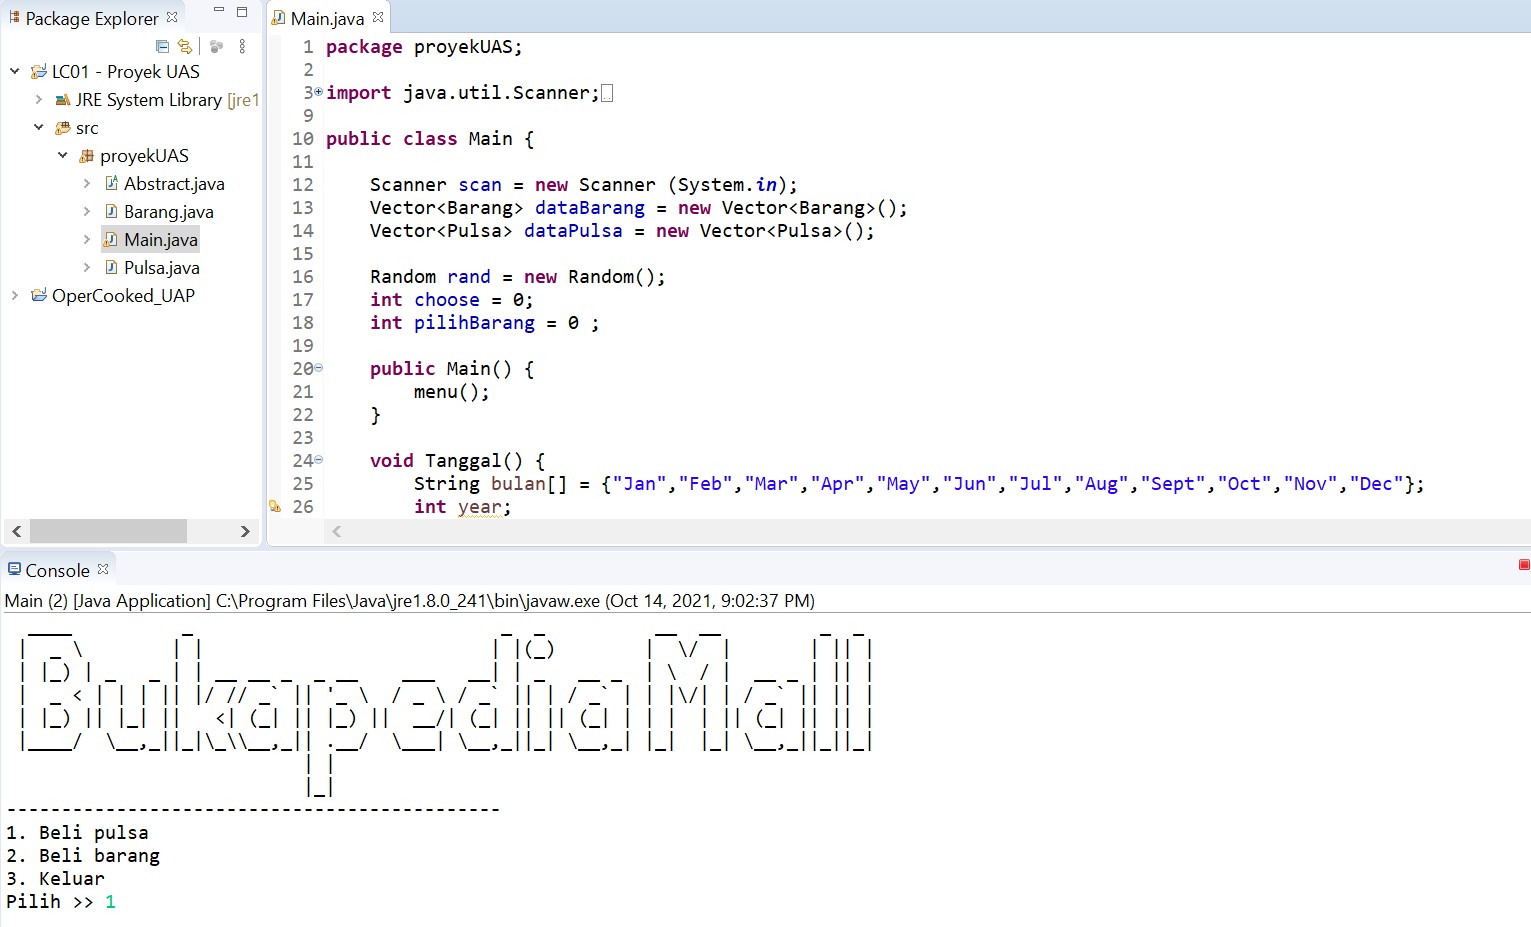 Package Explorer
LC01 - Proyek UAS
JRE System Library [jre1
src
proyekUAS
Abstract.java
Barang.java
Main.java
Pulsa.java
OperCooked_UAP
Main.java
1 package proyekUAS;
2
3 import java.util.Scanner;
9
10 public class Main {
11
12     Scanner scan = new Scanner (System.in);
13     Vector<Barang> dataBarang = new Vector<Barang>();
14     Vector<Pulsa> dataPulsa = new Vector<Pulsa>();
15
16     Random rand = new Random();
17     int choose = 0;
18     int pilihBarang = 0 ;
19
20     public Main() {
21         menu();
22     }
23
24     void Tanggal() {
25         String bulan[] = {"Jan","Feb","Mar","Apr","May","Jun","Jul","Aug","Sept","Oct","Nov","Dec"};
26         int year;
Console
Main (2) [Java Application] C:\Program Files\Java\jre1.8.0_241\bin\javaw.exe (Oct 14, 2021, 9:02:37 PM)
Bukapedia Mall
---------------------------------------------
1. Beli pulsa
2. Beli barang
3. Keluar
Pilih >> 1